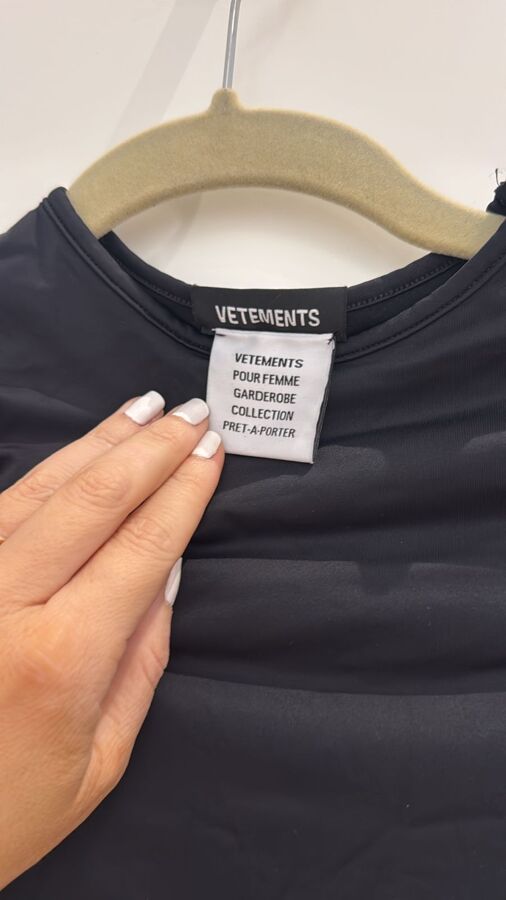 VETEMENTS
VETEMENTS
POUR FEMME
GARDEROBE
COLLECTION
PRET-A-PORTER